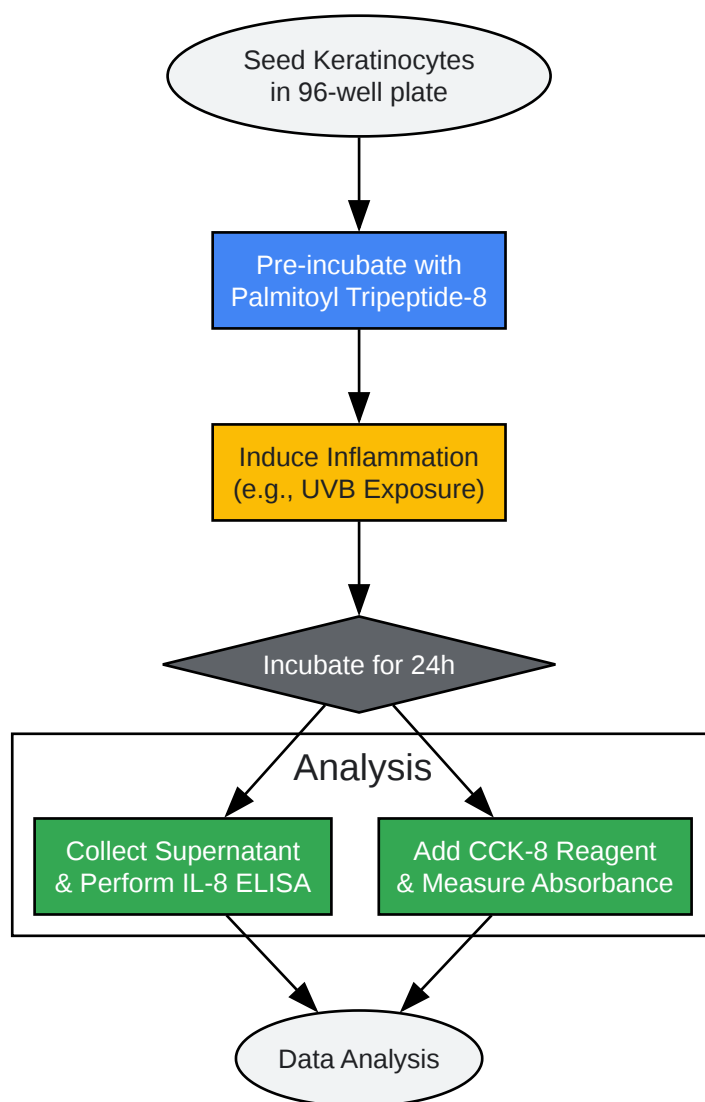 Seed Keratinocytes
in 96-well plate
Pre-incubate with
Palmitoyl Tripeptide-8
Induce Inflammation
(e.g., UVB Exposure)
Incubate for 24h
Analysis
Collect Supernatant
& Perform IL-8 ELISA
Add CCK-8 Reagent
& Measure Absorbance
Data Analysis